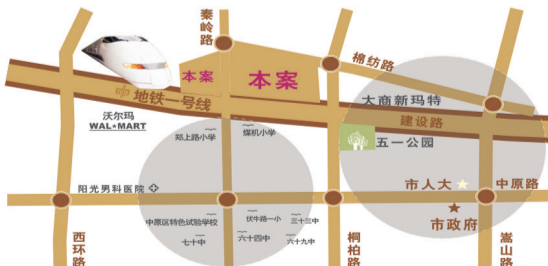 秦岭路
棉纺路
本案
本案
地铁一号线
大商新玛特
沃尔玛
WAL★MART
建设路
郑上路小学
煤机小学
五一公园
阳光男科医院
市人大
中原路
中原区特色试验学校
伏牛路一小
三十三中
市政府
七十中
六十四中
六十九中
西环路
桐柏路
嵩山路